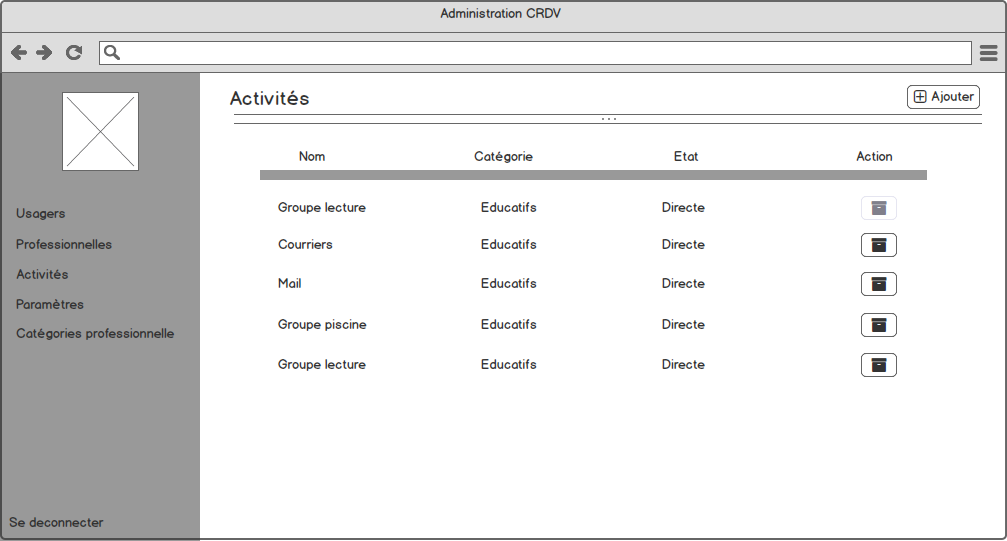 Administration CRDV
Activités
Ajouter
Usagers
Professionnelles
Activités
Paramètres
Catégories professionnelle
Se deconnecter
Nom Catégorie Etat Action
Groupe lecture Educatifs Directe
Courriers Educatifs Directe
Mail Educatifs Directe
Groupe piscine Educatifs Directe
Groupe lecture Educatifs Directe